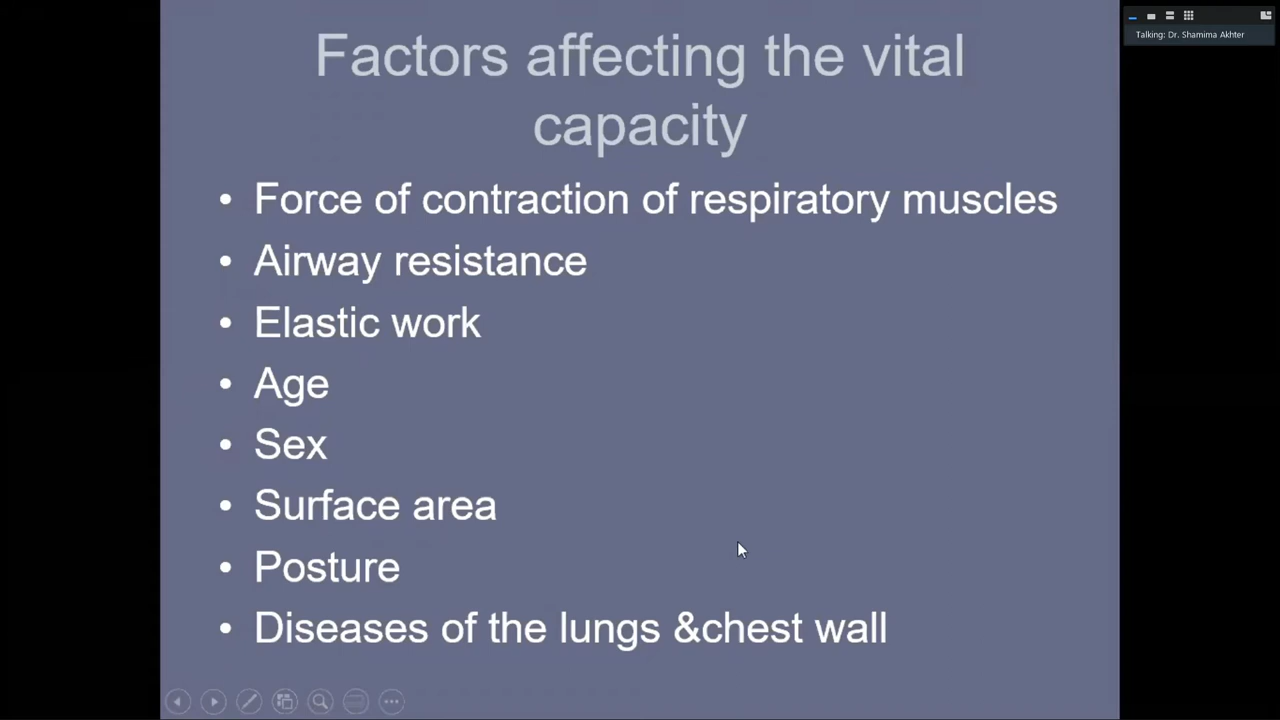 Talking: Dr. Shamima Akhter
Factors affecting the vital
capacity
• Force of contraction of respiratory muscles
• Airway resistance
• Elastic work
• Age
• Sex
• Surface area
• Posture
• Diseases of the lungs &chest wall